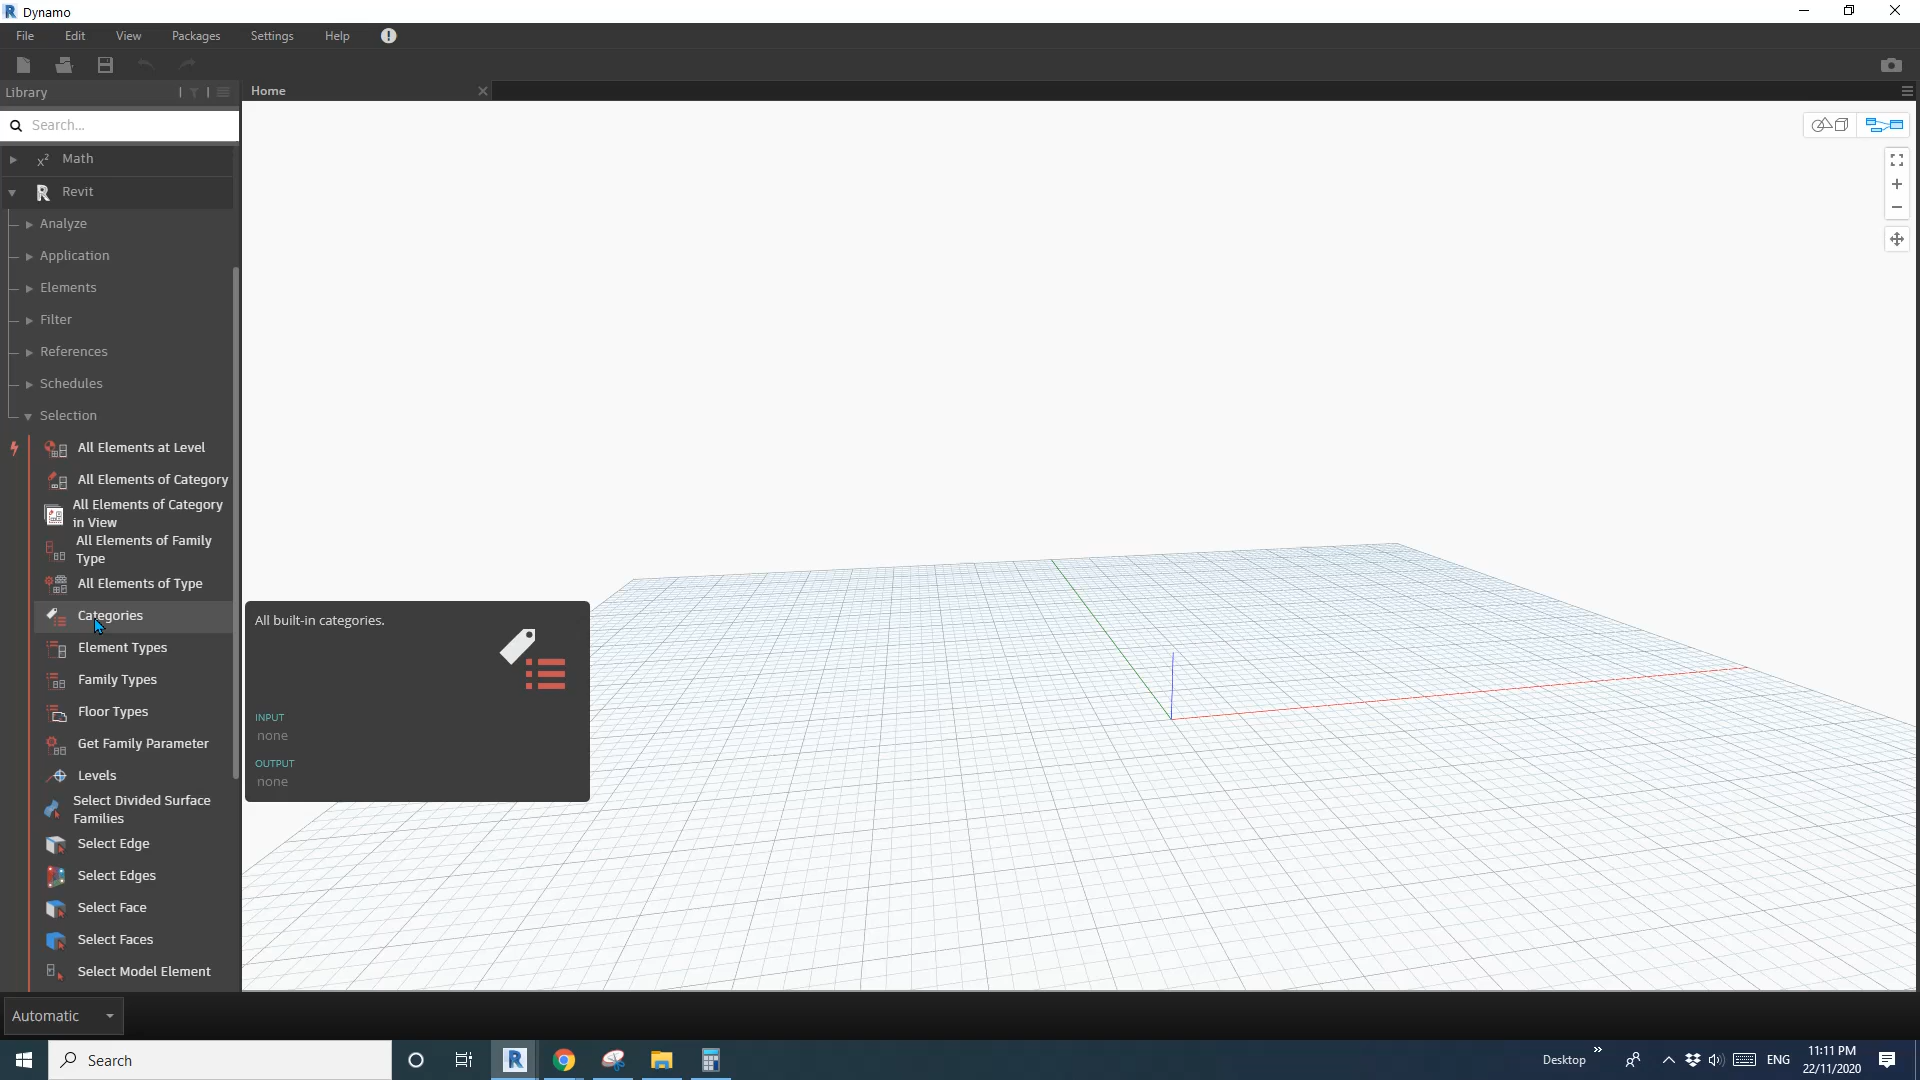 Dynamo
File Edit View Packages Settings Help
Library
Home
Search...
Math
Revit
Analyze
Application
Elements
Filter
References
Schedules
Selection
All Elements at Level
All Elements of Category
All Elements of Category
in View
All Elements of Family
Type
All Elements of Type
Categories
Element Types
Family Types
Floor Types
Get Family Parameter
Levels
Select Divided Surface
Families
Select Edge
Select Edges
Select Face
Select Faces
Select Model Element
All built-in categories.
INPUT
none
OUTPUT
none
Automatic
Search
Desktop
ENG
11:11 PM
22/11/2020